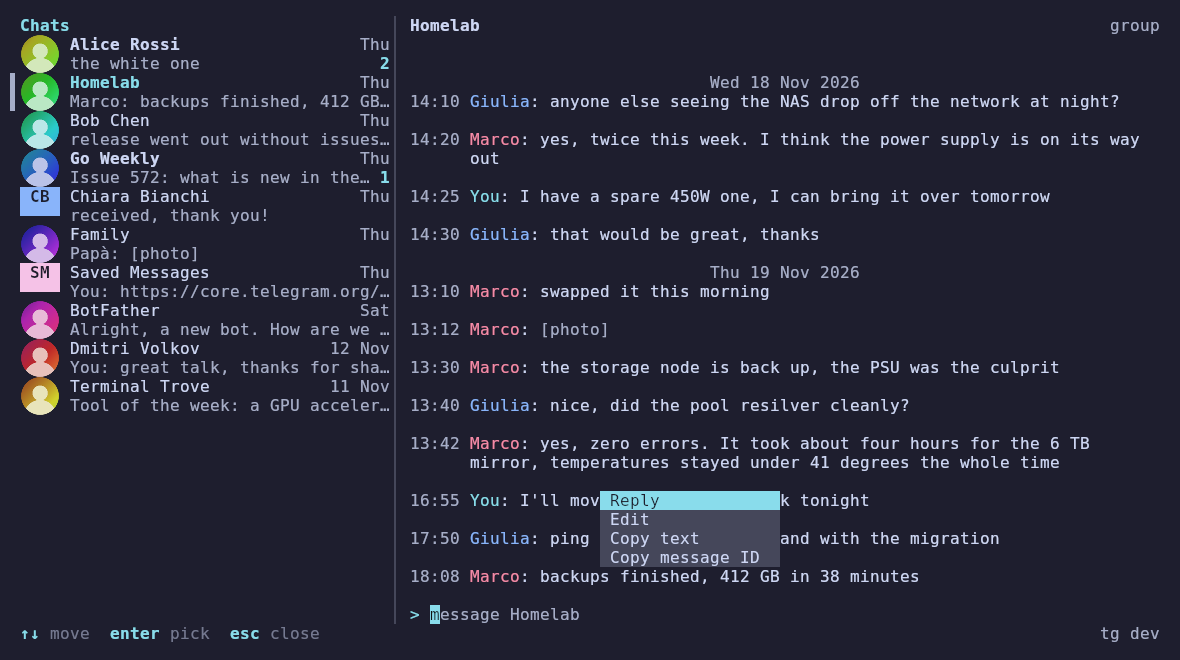 Chats
Alice Rossi Thu
the white one 2
Homelab Thu
Marco: backups finished, 412 GB…
Bob Chen Thu
release went out without issues…
Go Weekly Thu
Issue 572: what is new in the… 1
CB Chiara Bianchi Thu
received, thank you!
Family Thu
Papà: [photo]
SM Saved Messages Thu
You: https://core.telegram.org/…
BotFather Sat
Alright, a new bot. How are we …
Dmitri Volkov 12 Nov
You: great talk, thanks for sha…
Terminal Trove 11 Nov
Tool of the week: a GPU acceler…
Homelab group
Wed 18 Nov 2026
14:10 Giulia: anyone else seeing the NAS drop off the network at night?
14:20 Marco: yes, twice this week. I think the power supply is on its way
out
14:25 You: I have a spare 450W one, I can bring it over tomorrow
14:30 Giulia: that would be great, thanks
Thu 19 Nov 2026
13:10 Marco: swapped it this morning
13:12 Marco: [photo]
13:30 Marco: the storage node is back up, the PSU was the culprit
13:40 Giulia: nice, did the pool resilver cleanly?
13:42 Marco: yes, zero errors. It took about four hours for the 6 TB
mirror, temperatures stayed under 41 degrees the whole time
16:55 You: I'll mov Reply k tonight
Edit
17:50 Giulia: ping Copy text and with the migration
Copy message ID
18:08 Marco: backups finished, 412 GB in 38 minutes
> message Homelab
↑↓ move enter pick esc close tg dev